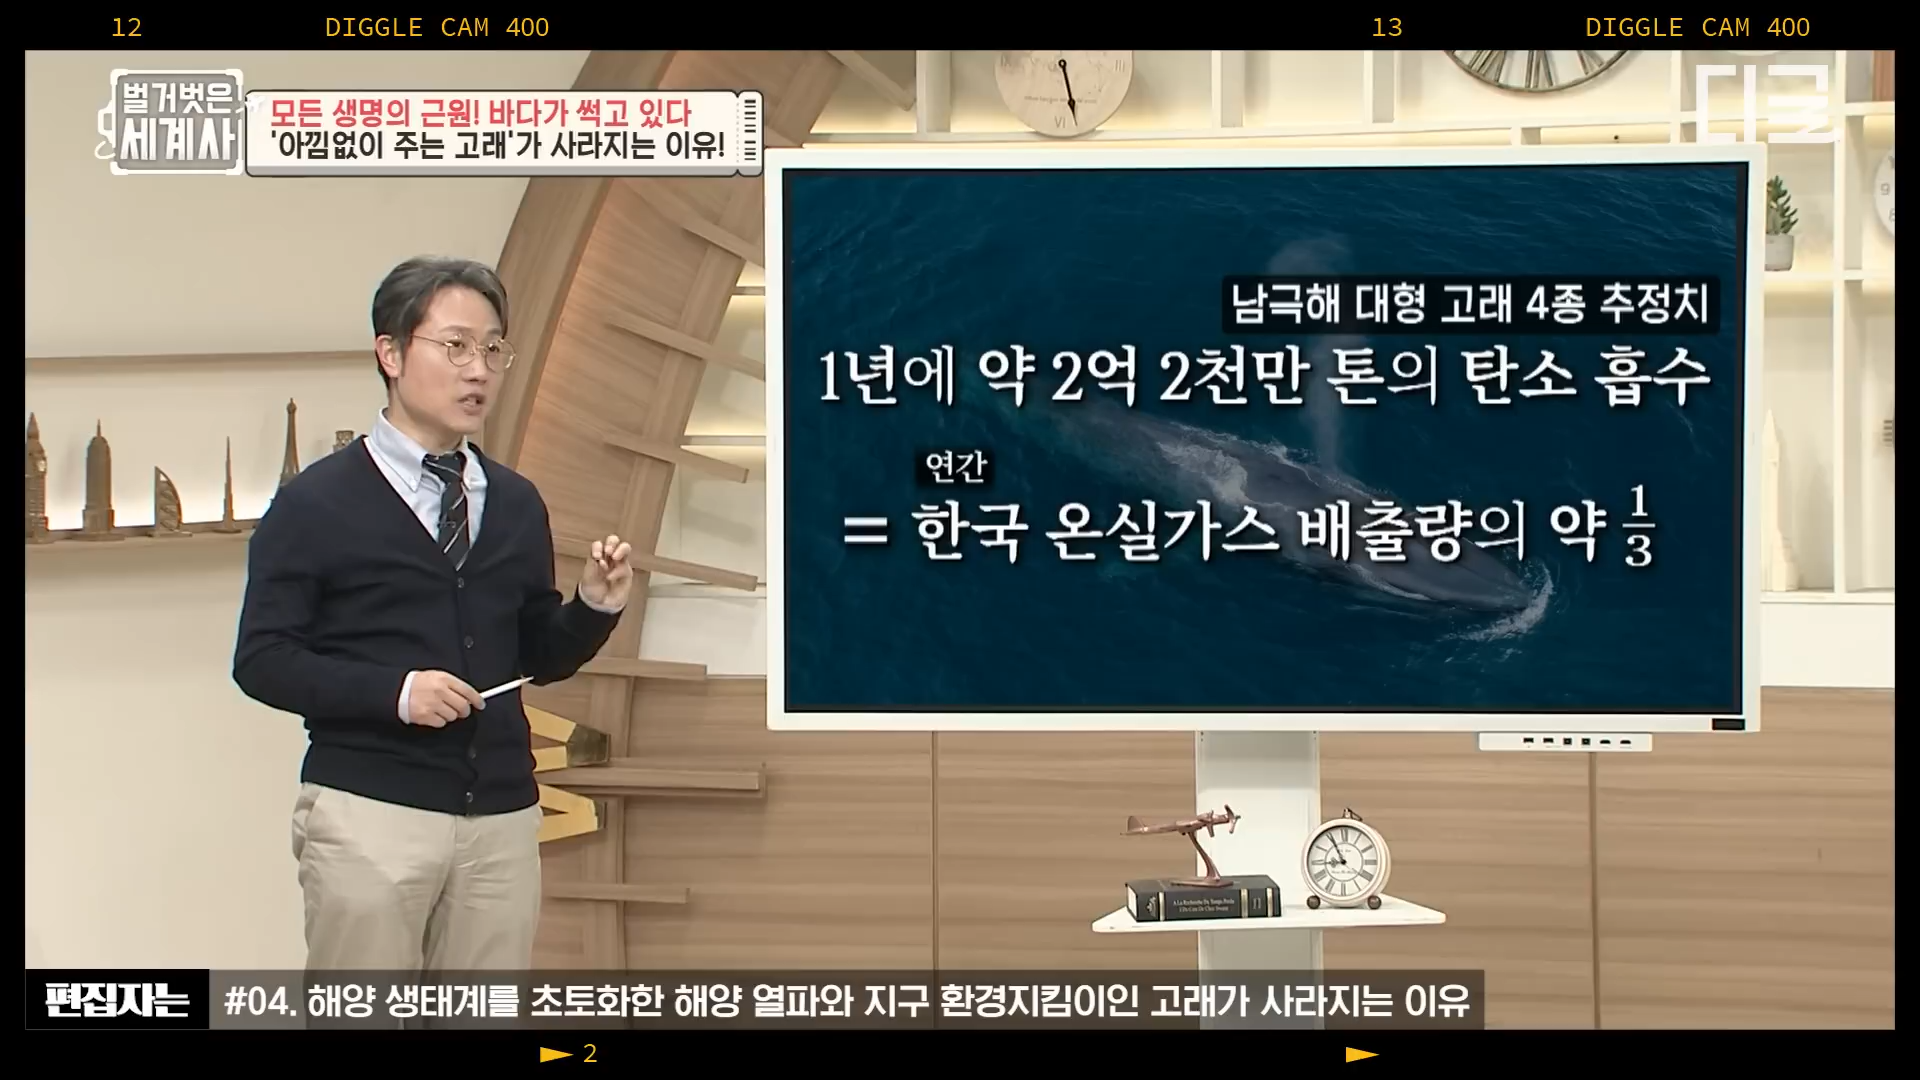 12
DIGGLE CAM 400
13
DIGGLE CAM 400
벌거벗은
세계사
모든 생명의 근원! 바다가 썩고 있다
'아낌없이 주는 고래'가 사라지는 이유!
디글
남극해 대형 고래 4종 추정치
1년에 약 2억 2천만 톤의 탄소 흡수
연간
= 한국 온실가스 배출량의 약 1/3
편집자는
#04. 해양 생태계를 초토화한 해양 열파와 지구 환경지킴이인 고래가 사라지는 이유
2